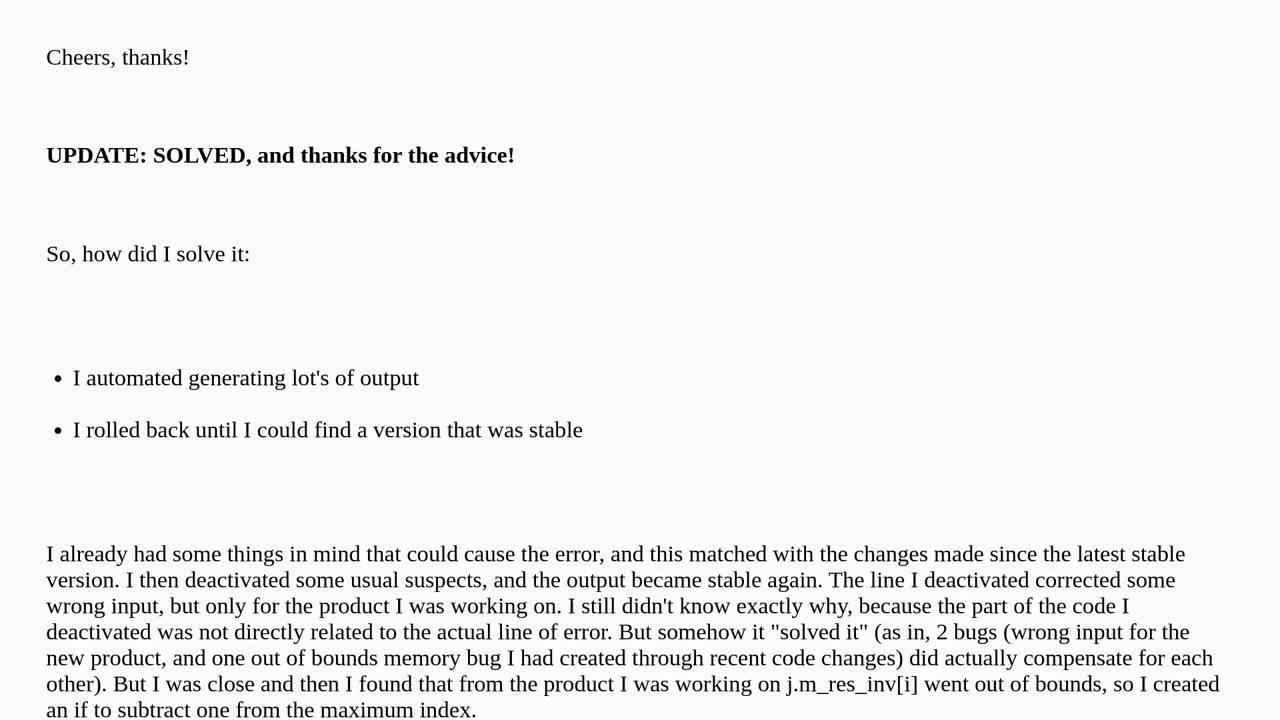 Cheers, thanks!
UPDATE: SOLVED, and thanks for the advice!
So, how did I solve it:
• I automated generating lot's of output
• I rolled back until I could find a version that was stable
I already had some things in mind that could cause the error, and this matched with the changes made since the latest stable
version. I then deactivated some usual suspects, and the output became stable again. The line I deactivated corrected some
wrong input, but only for the product I was working on. I still didn't know exactly why, because the part of the code I
deactivated was not directly related to the actual line of error. But somehow it "solved it" (as in, 2 bugs (wrong input for the
new product, and one out of bounds memory bug I had created through recent code changes) did actually compensate for each
other). But I was close and then I found that from the product I was working on j.m_res_inv[i] went out of bounds, so I created
an if to subtract one from the maximum index.